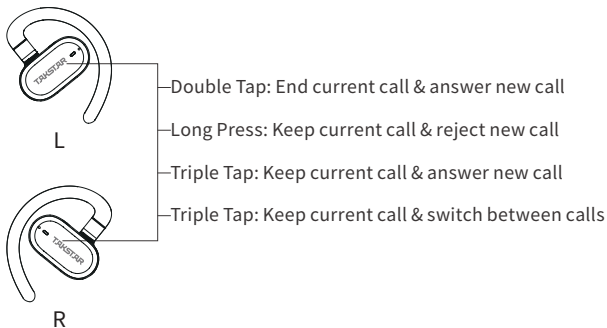 TAKSTAR
L
Double Tap: End current call & answer new call
Long Press: Keep current call & reject new call
Triple Tap: Keep current call & answer new call
Triple Tap: Keep current call & switch between calls
TAKSTAR
R